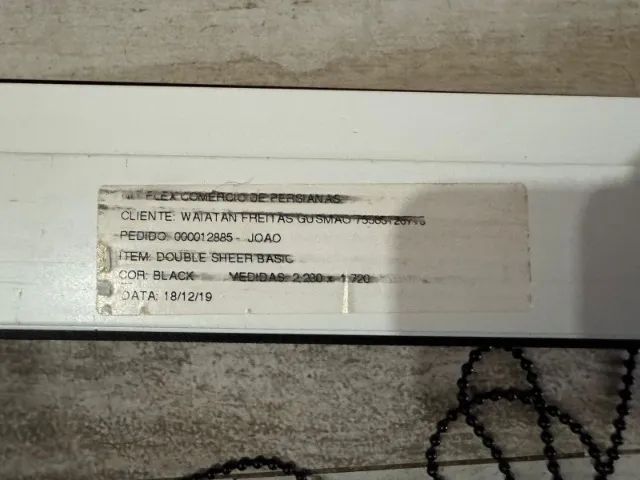 FLEX COMERCIO DE PERSIANAS
CLIENTE: WAIATAN FREITAS GUSMAO
PEDIDO: 000012885 - JOAO
ITEM: DOUBLE SHEER BASIC
COR: BLACK MEDIDAS: 2,280 x 1,720
DATA: 18/12/19